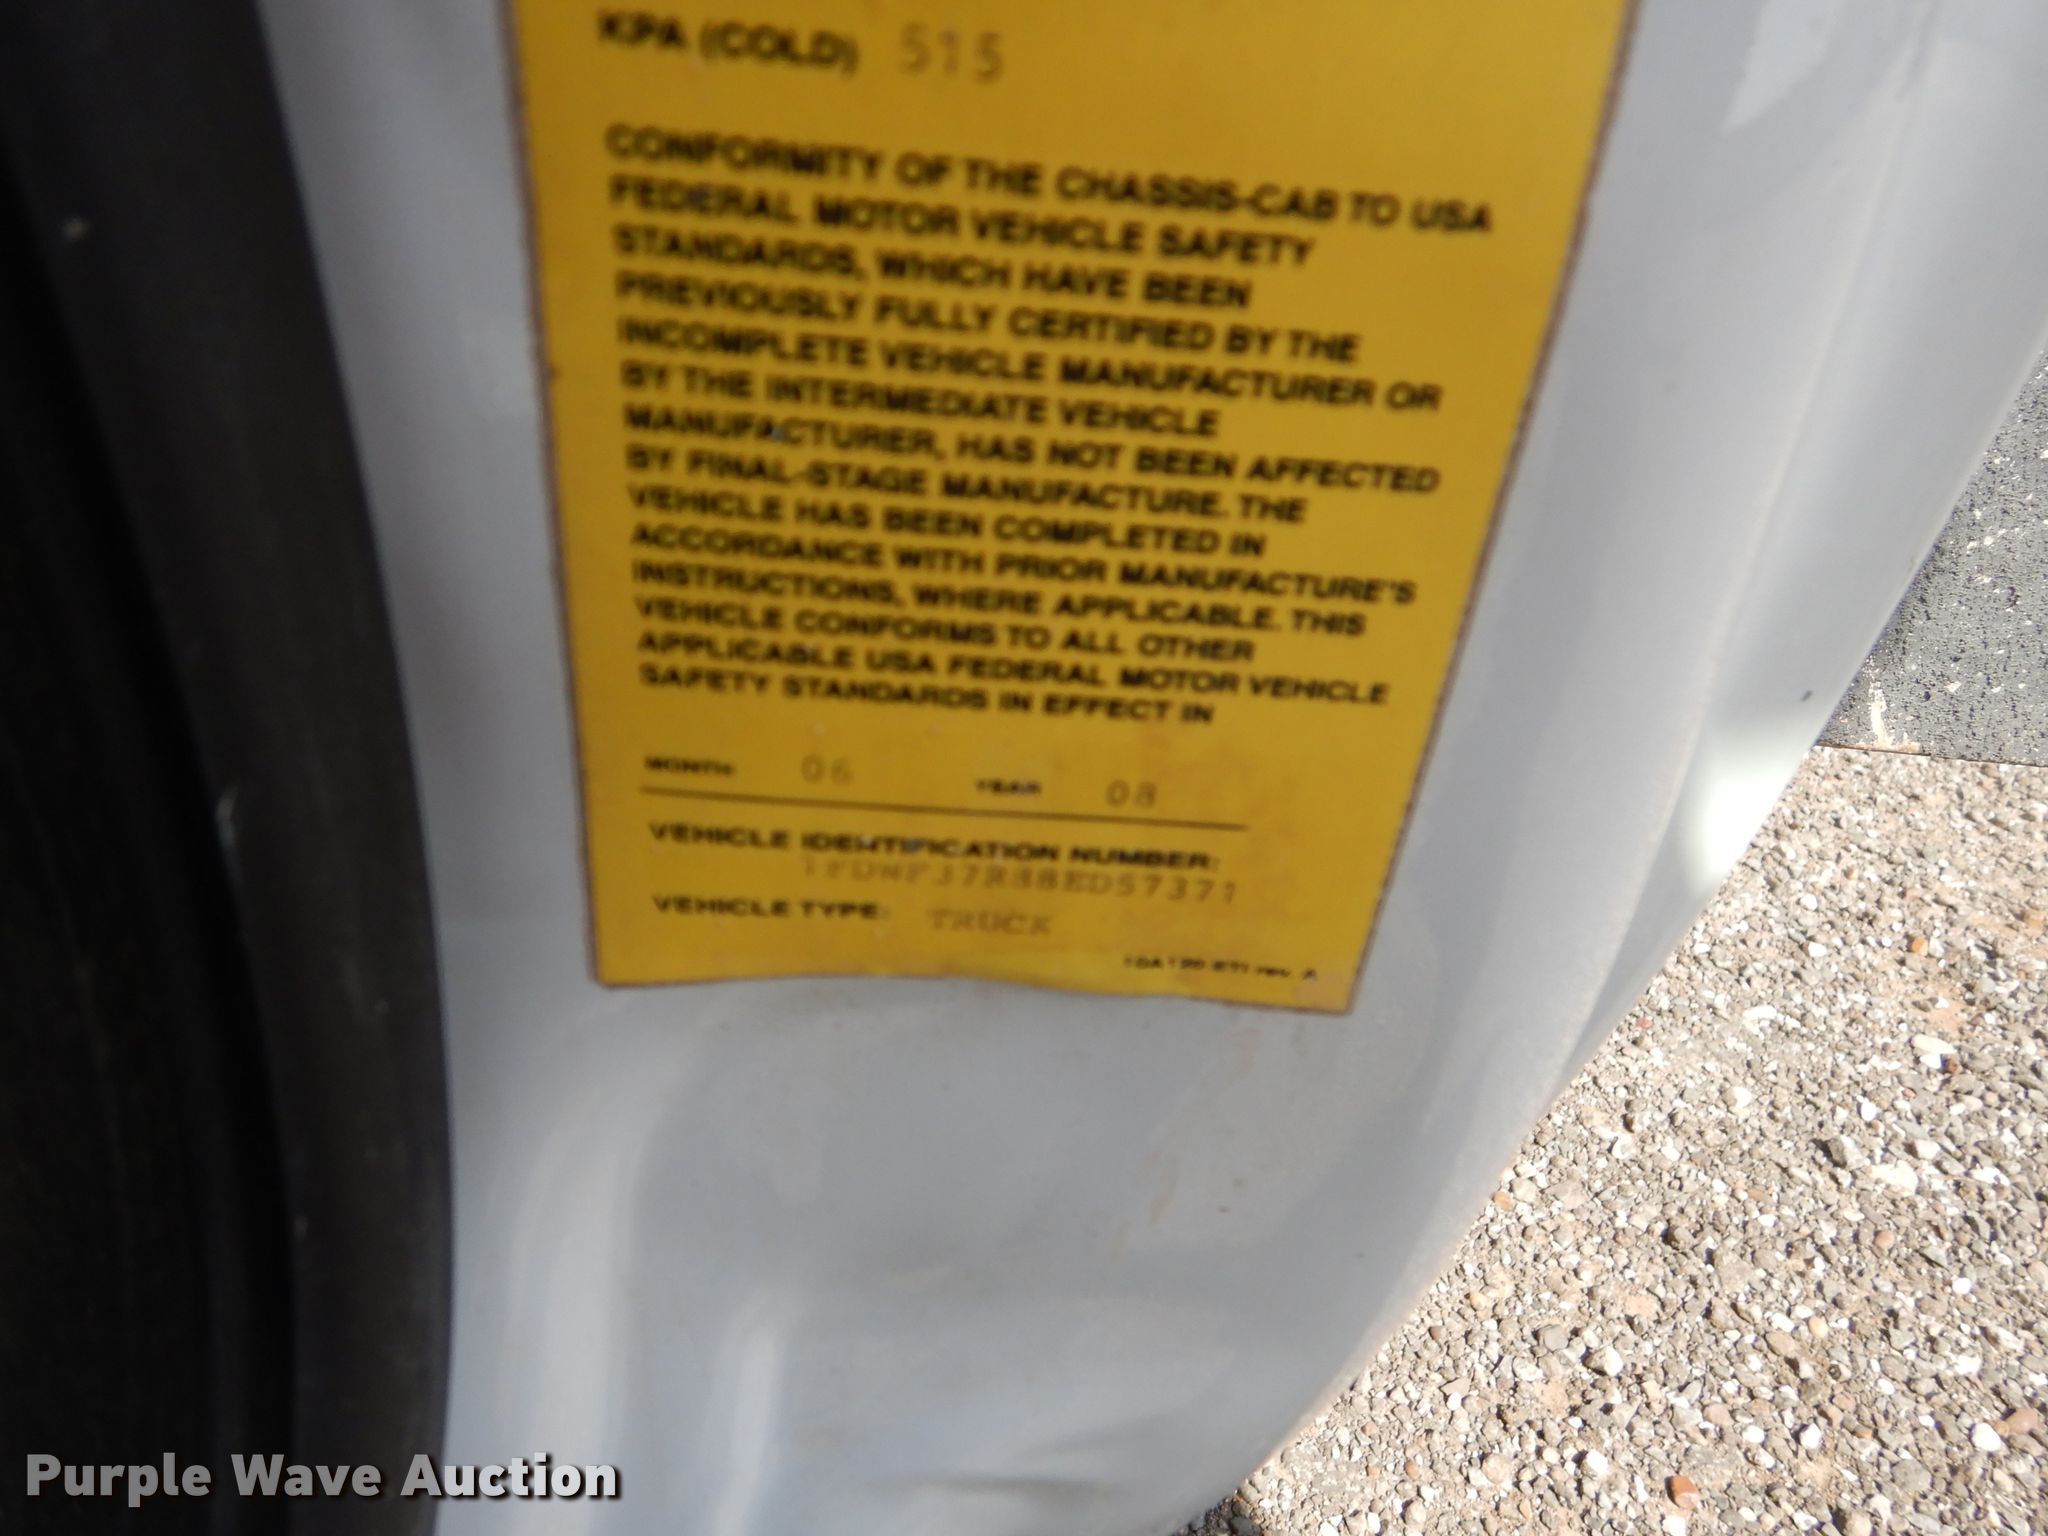 KPA (COLD) 515
CONFORMITY OF THE CHASSIS-CAB TO USA
FEDERAL MOTOR VEHICLE SAFETY
STANDARDS, WHICH HAVE BEEN
PREVIOUSLY FULLY CERTIFIED BY THE
INCOMPLETE VEHICLE MANUFACTURER OR
BY THE INTERMEDIATE VEHICLE
MANUFACTURER, HAS NOT BEEN AFFECTED
BY FINAL-STAGE MANUFACTURE. THE
VEHICLE HAS BEEN COMPLETED IN
ACCORDANCE WITH PRIOR MANUFACTURE'S
INSTRUCTIONS, WHERE APPLICABLE. THIS
VEHICLE CONFORMS TO ALL OTHER
APPLICABLE USA FEDERAL MOTOR VEHICLE
SAFETY STANDARDS IN EFFECT IN
MONTH 06 YEAR 08
VEHICLE IDENTIFICATION NUMBER:
1FDWF37R88ED57371
VEHICLE TYPE: TRUCK
rev. A
Purple Wave Auction